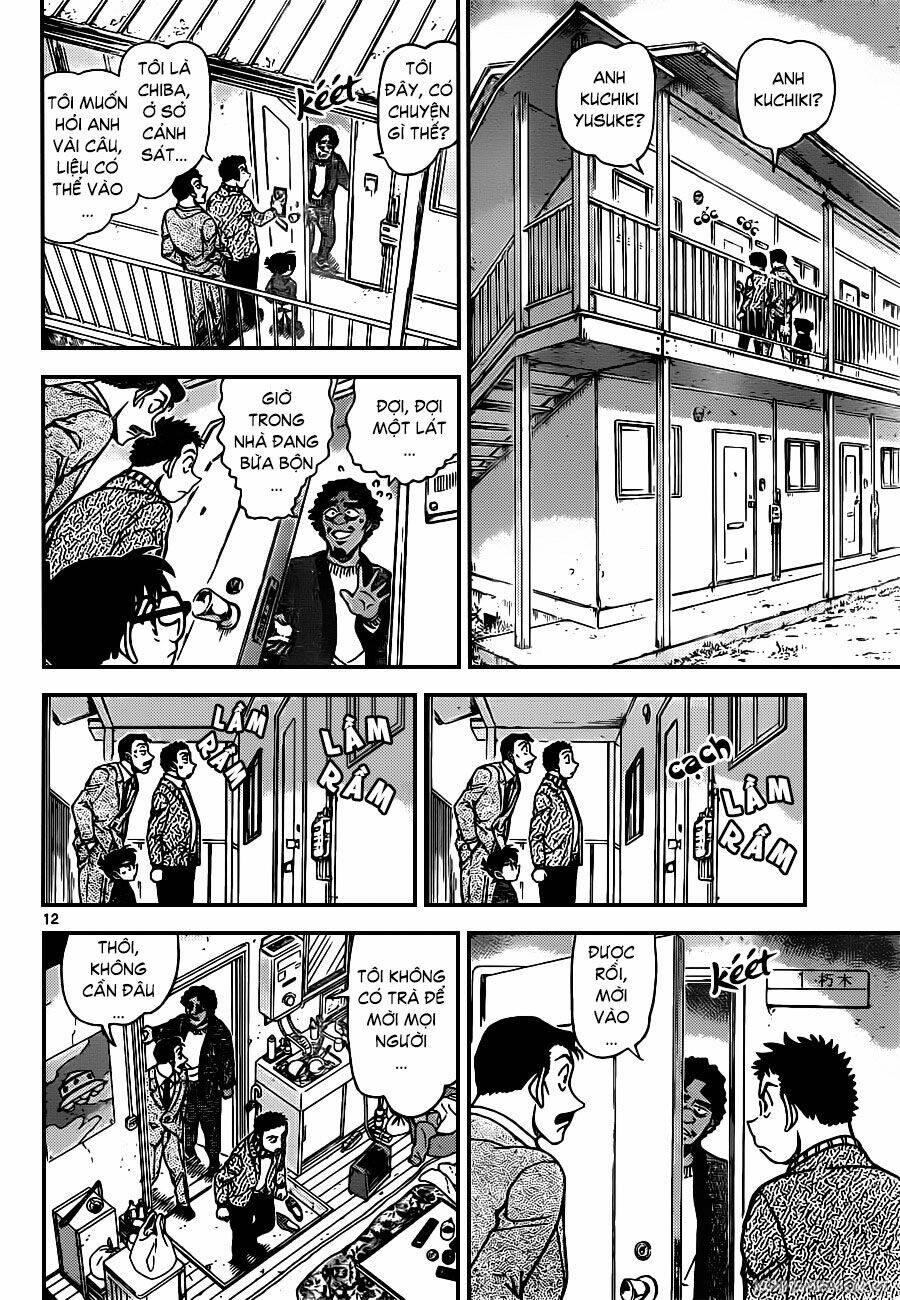 ANH
KUCHIKI?
ANH
KUCHIKI
YUSUKE?
CỐC
CỐC
TÔI
ĐÂY, CÓ
CHUYỆN
GÌ THẾ?
KÉÉT
TÔI LÀ
CHIBA,
Ở SỞ
CẢNH
SÁT...
TÔI MUỐN
HỎI ANH
VÀI CÂU,
LIỆU CÓ
THỂ VÀO
...
ĐỢI, ĐỢI
MỘT LÁT
GIỜ
TRONG
NHÀ ĐANG
BỪA BỘN
...
CẠCH
LẦM
RẦM
LẦM
RẦM
LẦM
RẦM
12
KÉÉT
1 朽木
ĐƯỢC
RỒI, MỜI
VÀO
TÔI KHÔNG
CÓ TRÀ ĐỂ
MỜI MỌI
NGƯỜI
...
THÔI,
KHÔNG
CẦN ĐÂU
...